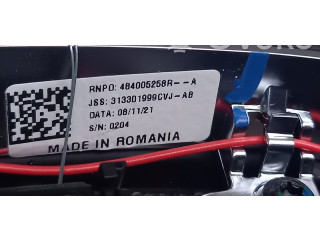 RNPO: 484005258R--A
JSS: 313301999CVJ-AB
DATA: 08/11/21
S/N: 0204
MADE IN ROMANIA